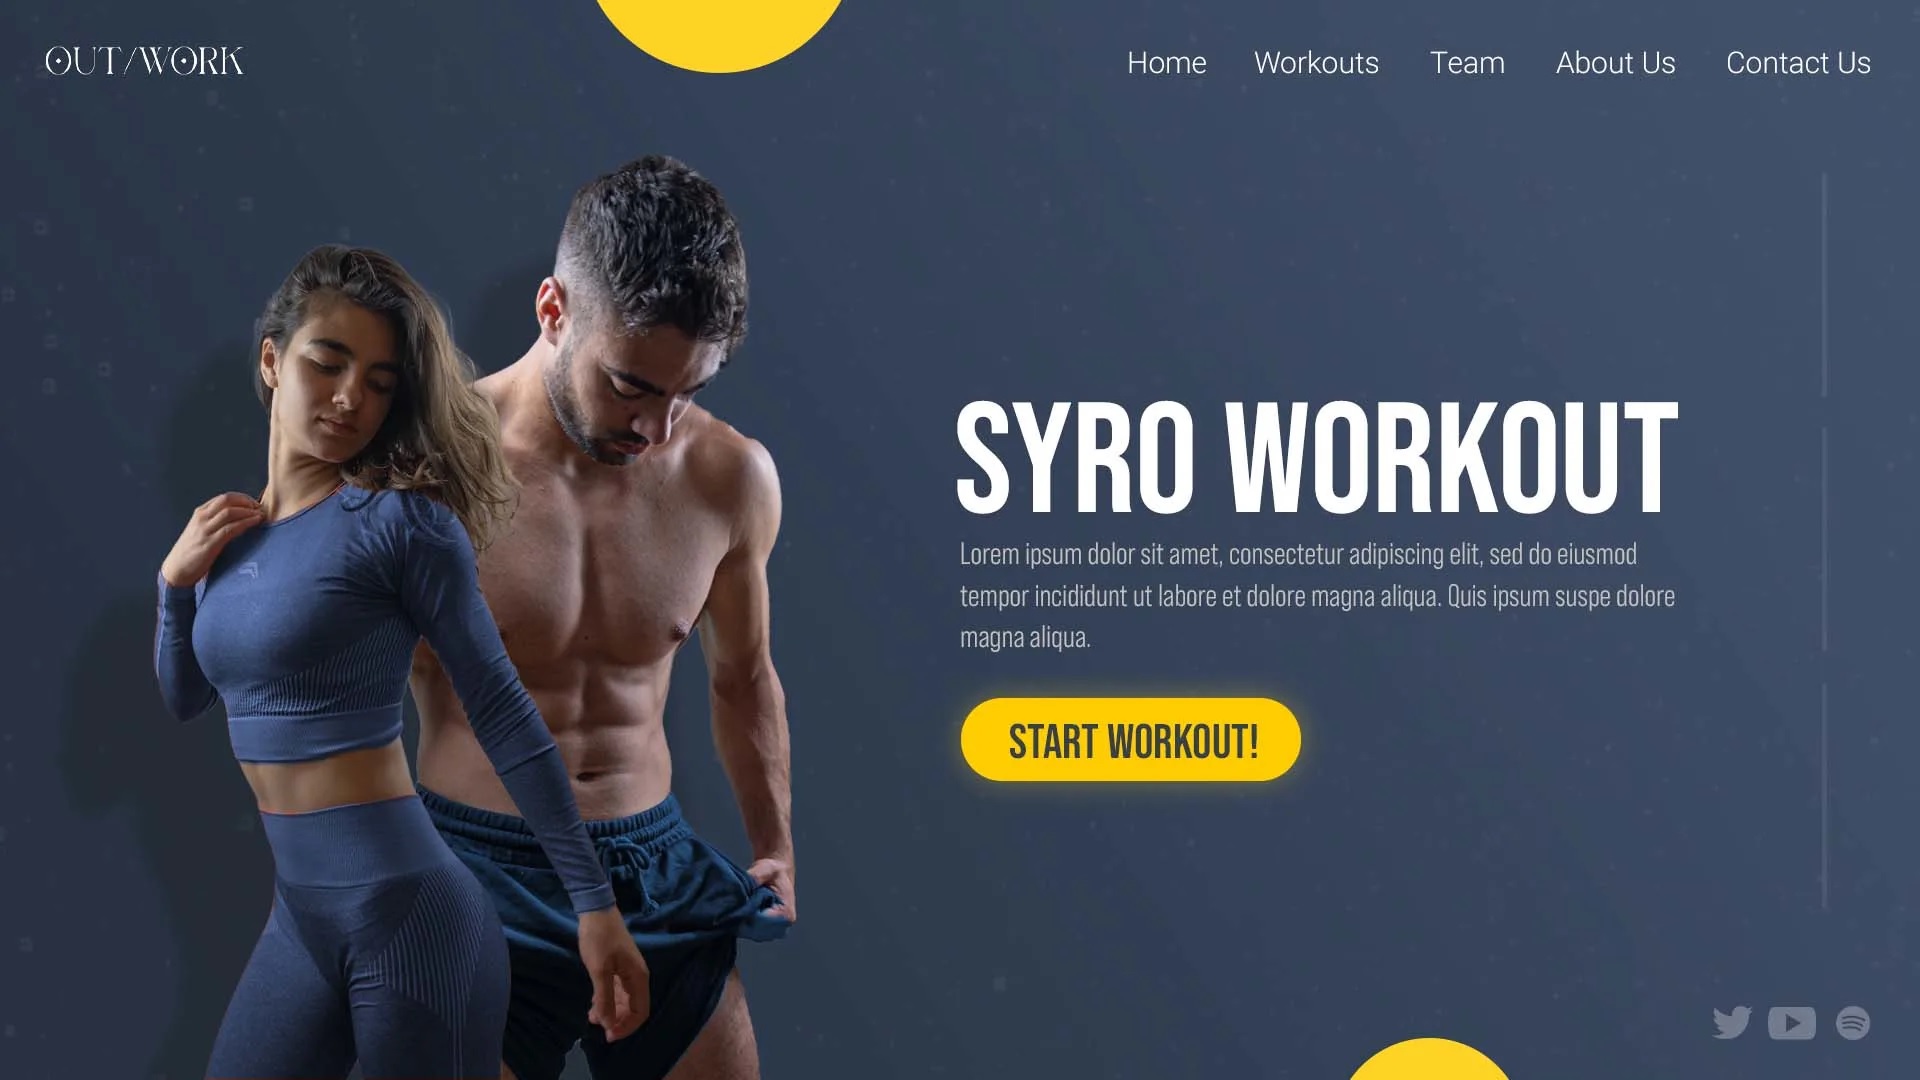 OUT/WORK
Home Workouts Team About Us Contact Us
SYRO WORKOUT
Lorem ipsum dolor sit amet, consectetur adipiscing elit, sed do eiusmod
tempor incididunt ut labore et dolore magna aliqua. Quis ipsum suspe dolore
magna aliqua.
START WORKOUT!